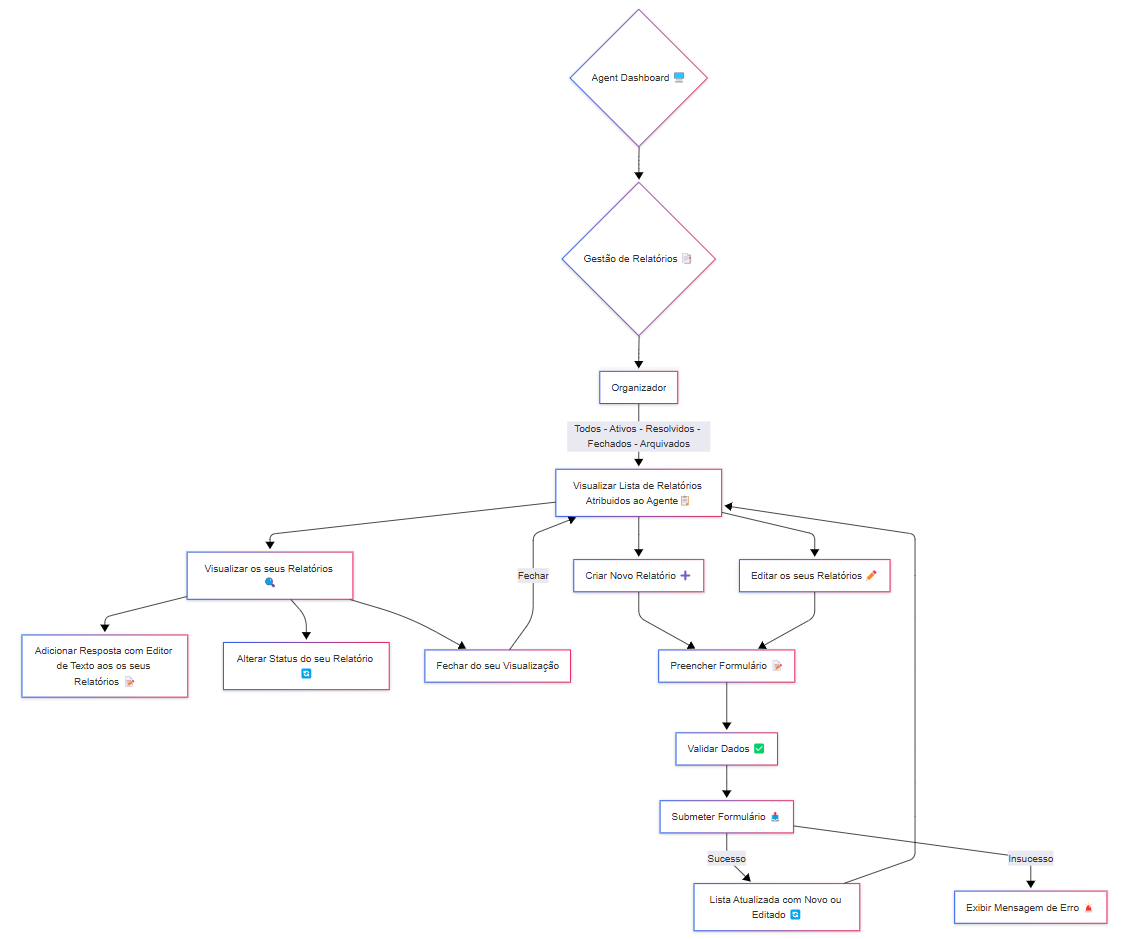 Agent Dashboard
Gestão de Relatórios
Organizador
Todos - Ativos - Resolvidos -
Fechados - Arquivados
Visualizar Lista de Relatórios
Atribuidos ao Agente
Visualizar os seus Relatórios
Fechar
Criar Novo Relatório
Editar os seus Relatórios
Adicionar Resposta com Editor
de Texto aos os seus
Relatórios
Alterar Status do seu Relatório
Fechar do seu Visualização
Preencher Formulário
Validar Dados
Submeter Formulário
Sucesso
Insucesso
Lista Atualizada com Novo ou
Editado
Exibir Mensagem de Erro